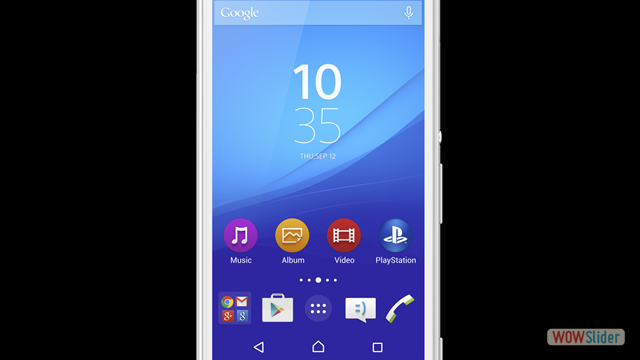 Google
10
35
THU,SEP 12
Music
Album
Video
PlayStation
WOWSlider